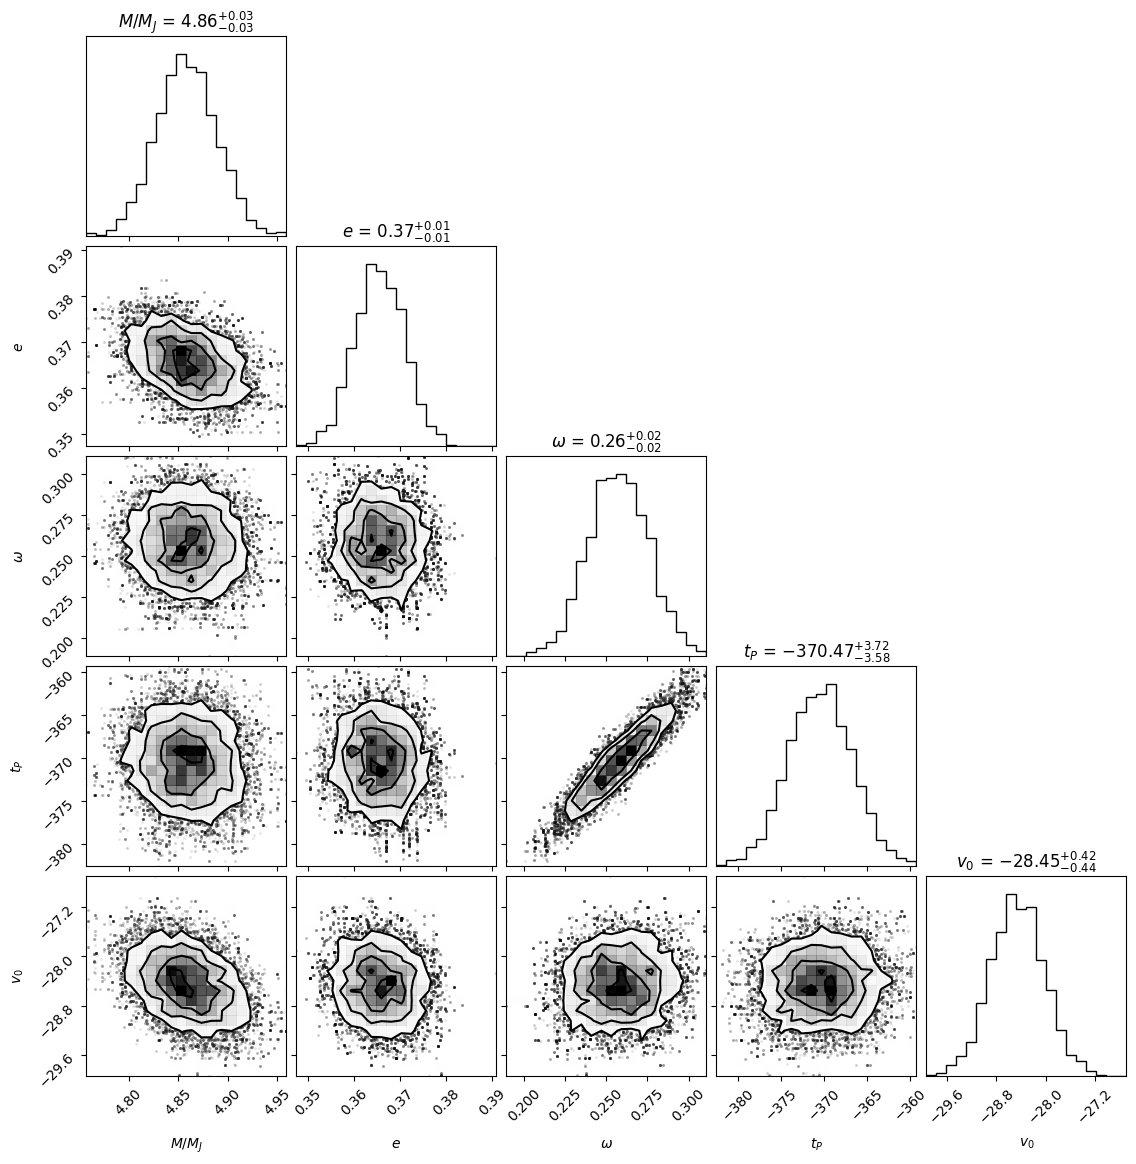 M/M_J = 4.86^{+0.03}_{−0.03}
e = 0.37^{+0.01}_{−0.01}
0.39
0.38
0.37
0.36
0.35
e
ω = 0.26^{+0.02}_{−0.02}
0.300
0.275
0.250
0.225
0.200
ω
t_P = −370.47^{+3.72}_{−3.58}
−360
−365
−370
−375
−380
t_P
v_0 = −28.45^{+0.42}_{−0.44}
−27.2
−28.0
−28.8
−29.6
v_0
4.80 4.85 4.90 4.95 0.35 0.36 0.37 0.38 0.39 0.200 0.225 0.250 0.275 0.300 −380 −375 −370 −365 −360 −29.6 −28.8 −28.0 −27.2
M/M_J e ω t_P v_0